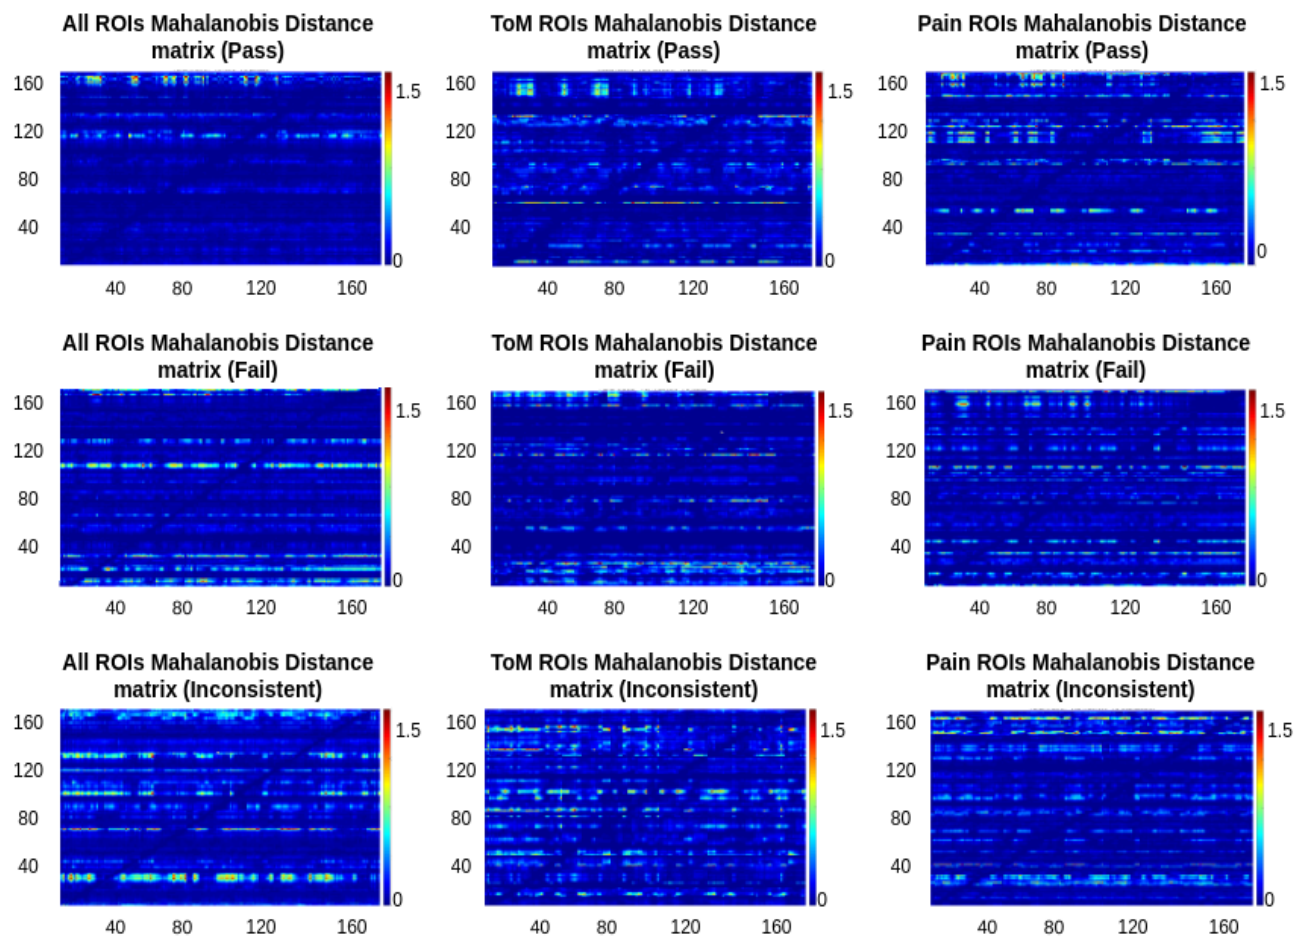 All ROIs Mahalanobis Distance
matrix (Pass)
160
120
80
40
1.5
0
40 80 120 160
ToM ROIs Mahalanobis Distance
matrix (Pass)
160
120
80
40
1.5
0
40 80 120 160
Pain ROIs Mahalanobis Distance
matrix (Pass)
160
120
80
40
1.5
0
40 80 120 160
All ROIs Mahalanobis Distance
matrix (Fail)
160
120
80
40
1.5
0
40 80 120 160
ToM ROIs Mahalanobis Distance
matrix (Fail)
160
120
80
40
1.5
0
40 80 120 160
Pain ROIs Mahalanobis Distance
matrix (Fail)
160
120
80
40
1.5
0
40 80 120 160
All ROIs Mahalanobis Distance
matrix (Inconsistent)
160
120
80
40
1.5
0
40 80 120 160
ToM ROIs Mahalanobis Distance
matrix (Inconsistent)
160
120
80
40
1.5
0
40 80 120 160
Pain ROIs Mahalanobis Distance
matrix (Inconsistent)
160
120
80
40
1.5
0
40 80 120 160